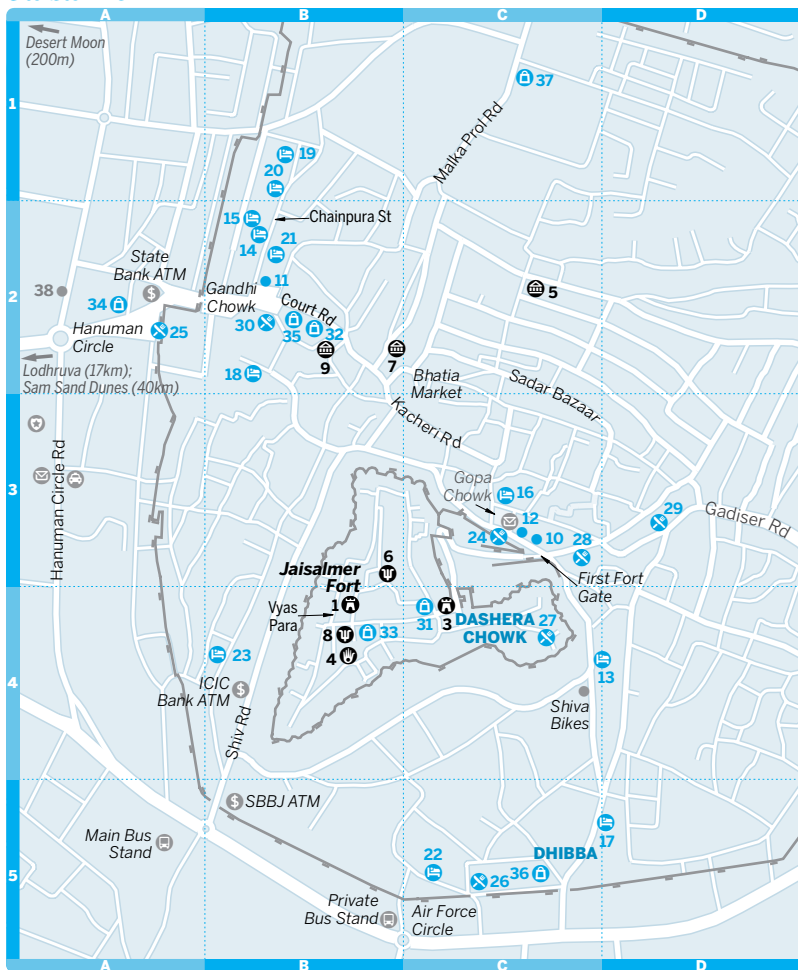 A
B
C
D
Desert Moon
(200m)
37
1
Malka Prol Rd
19
20
15
Chainpura St
14
21
State
Bank ATM
11
38
34
Gandhi
Chowk
2
5
Court Rd
Hanuman
Circle
25
30
35
32
9
7
Lodhruva (17km);
Sam Sand Dunes (40km)
18
Bhatia
Market
Sadar Bazaar
Kacheri Rd
Hanuman Circle Rd
3
Gopa
Chowk
16
12
29
Gadiser Rd
24
10
28
6
Jaisalmer
Fort
First Fort
Gate
1
Vyas
Para
31
3
DASHERA
CHOWK
27
8
33
4
23
13
4
ICIC
Bank ATM
Shiva
Bikes
Shiv Rd
SBBJ ATM
17
Main Bus
Stand
DHIBBA
22
26
36
5
Private
Bus Stand
Air Force
Circle
A
B
C
D